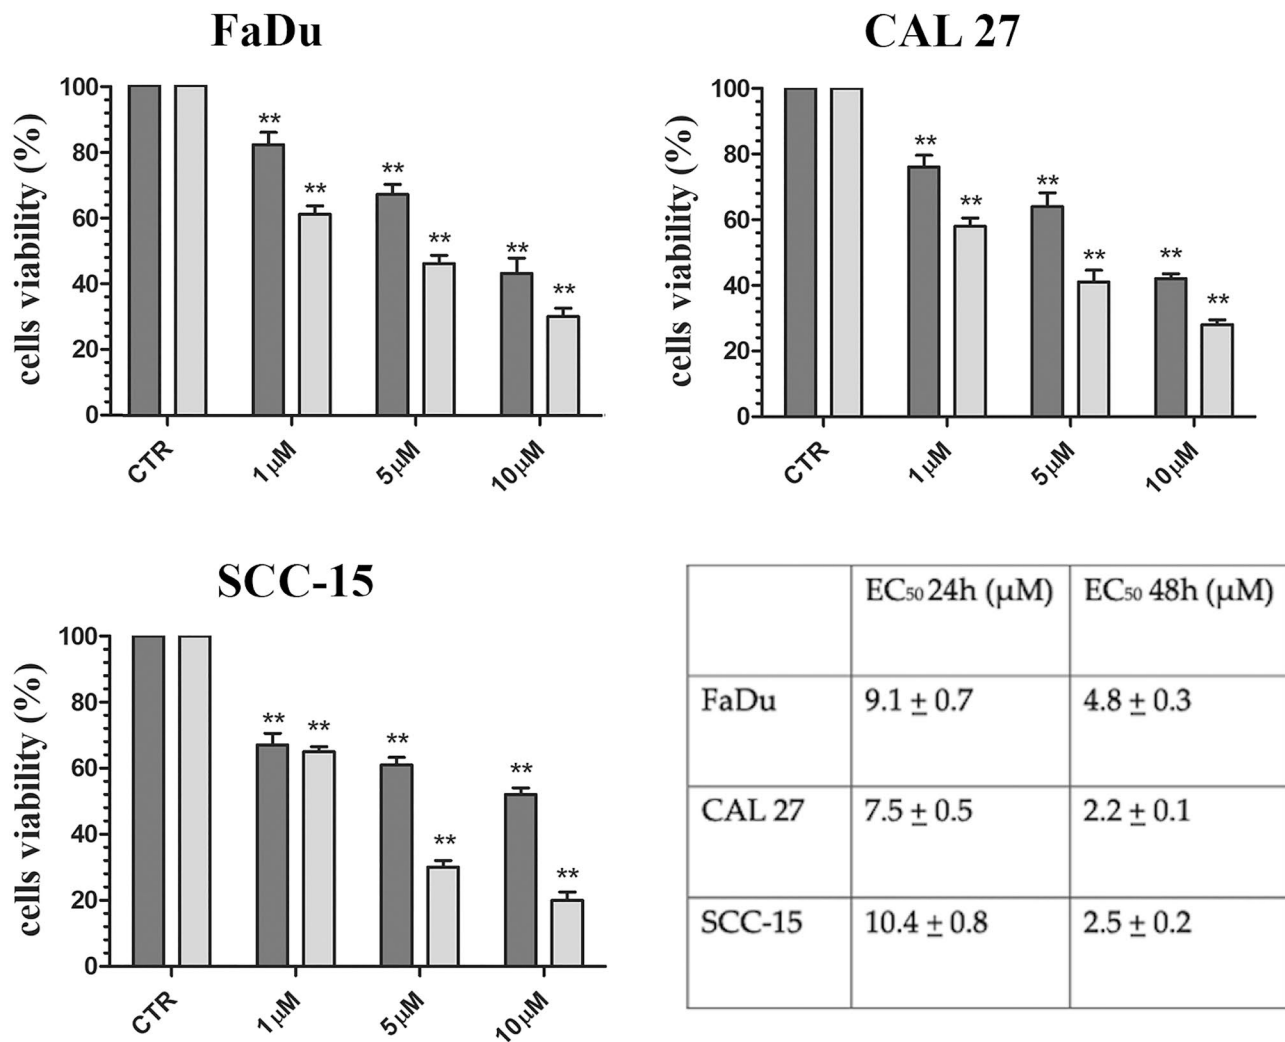 FaDu
cells viability (%)
100
80
60
40
20
0
**
**
**
**
**
**
CTR
1µM
5µM
10µM
CAL 27
cells viability (%)
100
80
60
40
20
0
**
**
**
**
**
**
CTR
1µM
5µM
10µM
SCC-15
cells viability (%)
100
80
60
40
20
0
**
**
**
**
**
**
CTR
1µM
5µM
10µM
EC₅₀ 24h (µM) EC₅₀ 48h (µM)
FaDu 9.1 ± 0.7 4.8 ± 0.3
CAL 27 7.5 ± 0.5 2.2 ± 0.1
SCC-15 10.4 ± 0.8 2.5 ± 0.2